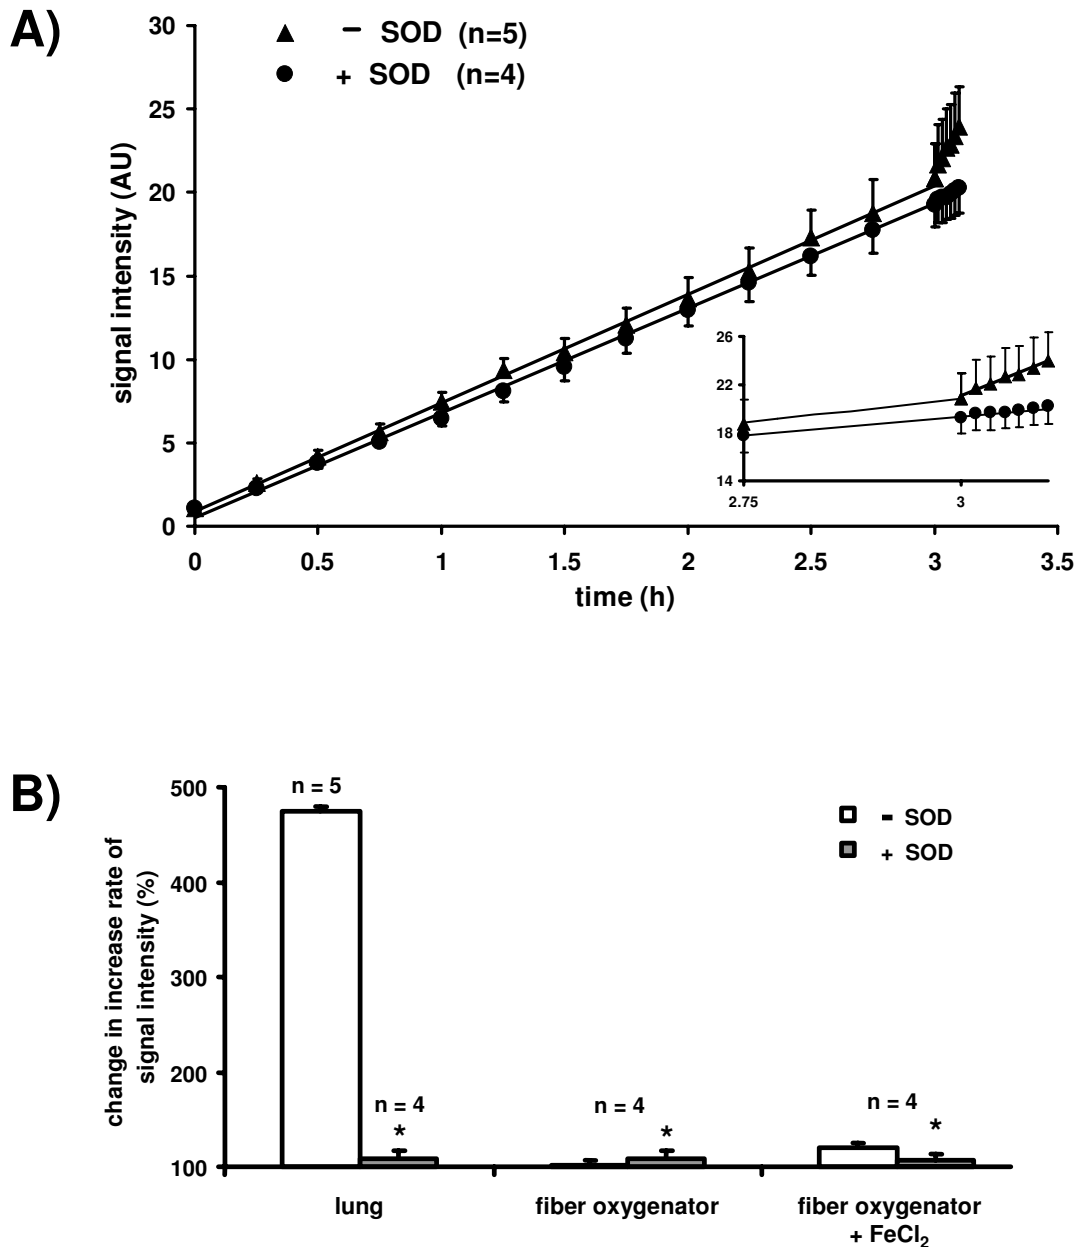 A)
30
25
20
15
10
5
0
signal intensity (AU)
▲ – SOD (n=5)
● + SOD (n=4)
26
22
18
14
2.75 3
0 0.5 1 1.5 2 2.5 3 3.5
time (h)
B)
500
400
300
200
100
change in increase rate of
signal intensity (%)
n = 5
- SOD
+ SOD
n = 4
*
n = 4
*
n = 4
*
lung
fiber oxygenator
fiber oxygenator
+ FeCl₂